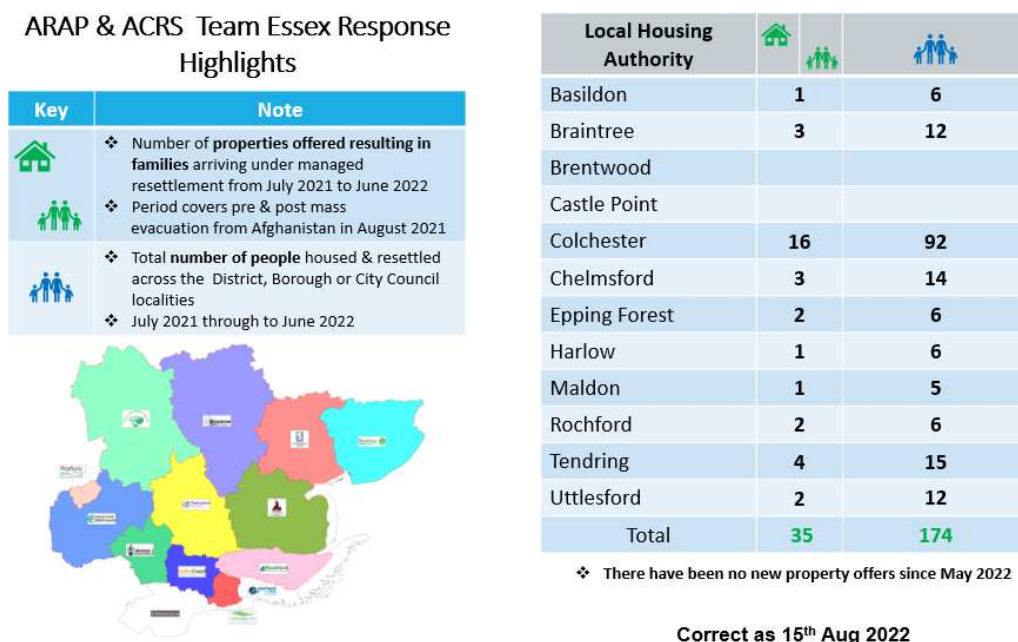 ARAP & ACRS Team Essex Response
Highlights
Key Note
❖ Number of properties offered resulting in
families arriving under managed
resettlement from July 2021 to June 2022
❖ Period covers pre & post mass
evacuation from Afghanistan in August 2021
❖ Total number of people housed & resettled
across the District, Borough or City Council
localities
❖ July 2021 through to June 2022
Harlow
Local Housing
Authority
Basildon 1 6
Braintree 3 12
Brentwood
Castle Point
Colchester 16 92
Chelmsford 3 14
Epping Forest 2 6
Harlow 1 6
Maldon 1 5
Rochford 2 6
Tendring 4 15
Uttlesford 2 12
Total 35 174
❖ There have been no new property offers since May 2022
Correct as 15th Aug 2022